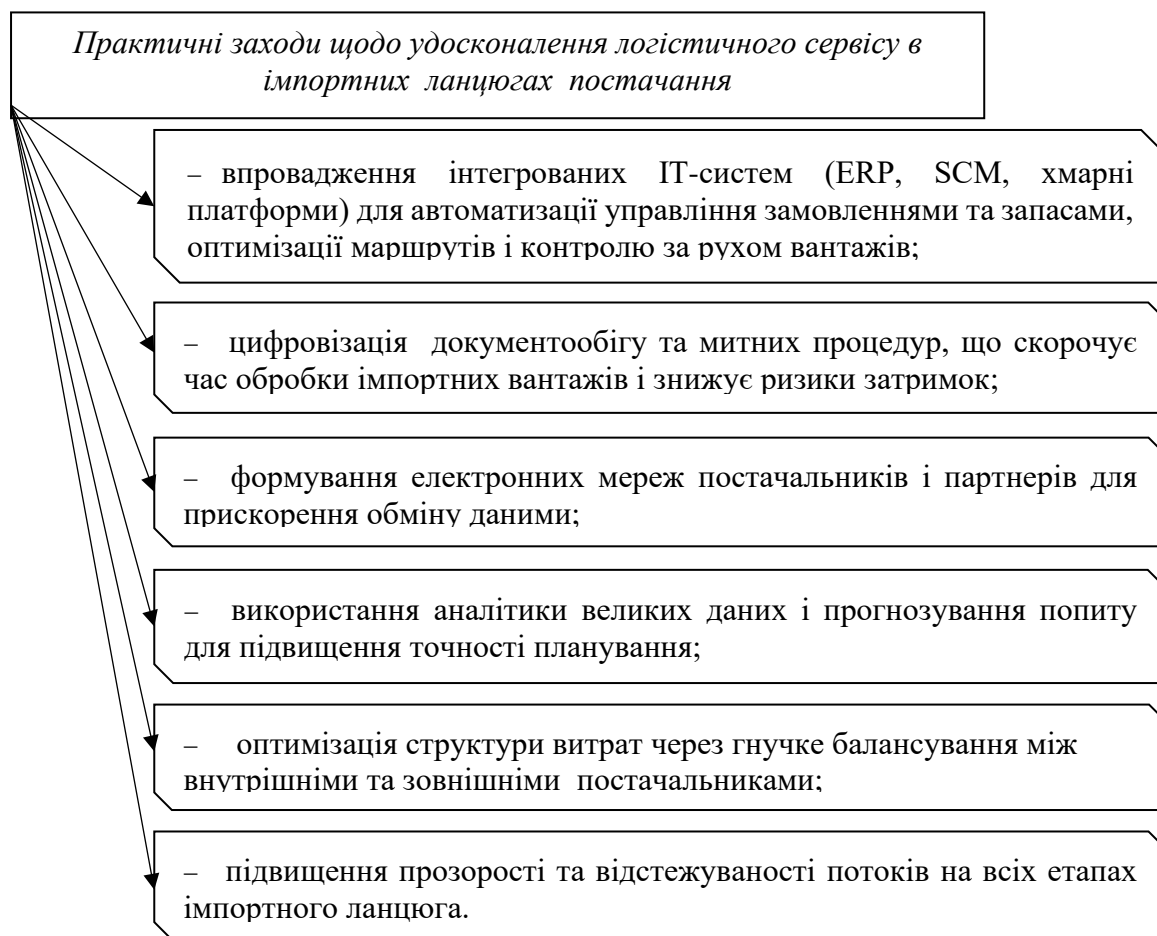 Практичні заходи щодо удосконалення логістичного сервісу в
імпортних ланцюгах постачання
– впровадження інтегрованих ІТ-систем (ERP, SCM, хмарні
платформи) для автоматизації управління замовленнями та запасами,
оптимізації маршрутів і контролю за рухом вантажів;
– цифровізація документообігу та митних процедур, що скорочує
час обробки імпортних вантажів і знижує ризики затримок;
– формування електронних мереж постачальників і партнерів для
прискорення обміну даними;
– використання аналітики великих даних і прогнозування попиту
для підвищення точності планування;
– оптимізація структури витрат через гнучке балансування між
внутрішніми та зовнішніми постачальниками;
– підвищення прозорості та відстежуваності потоків на всіх етапах
імпортного ланцюга.